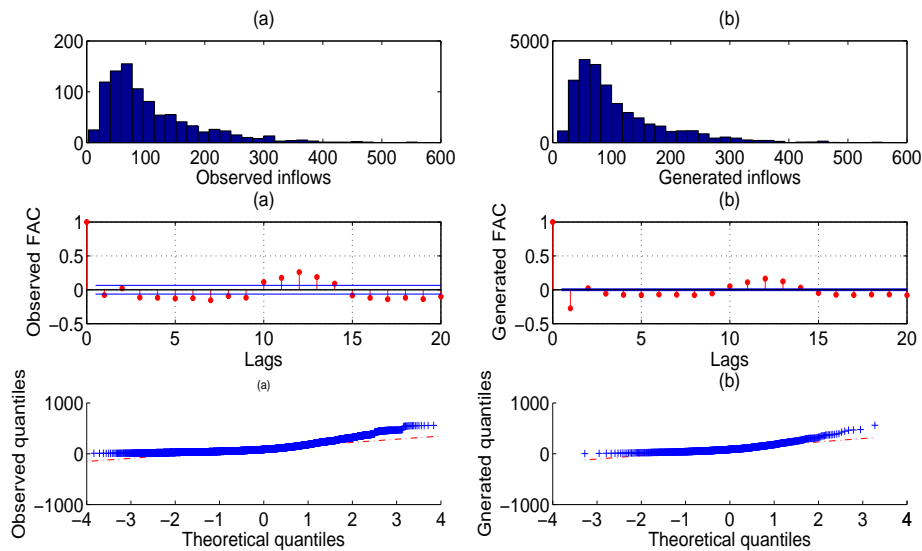 (a)
200
100
0
0 100 200 300 400 500 600
Observed inflows
(b)
5000
0
0 100 200 300 400 500 600
Generated inflows
(a)
1
0.5
0
−0.5
0 5 10 15 20
Observed FAC
Lags
(b)
1
0.5
0
−0.5
0 5 10 15 20
Generated FAC
Lags
(a)
1000
0
−1000
−4 −3 −2 −1 0 1 2 3 4
Observed quantiles
Theoretical quantiles
(b)
1000
0
−1000
−4 −3 −2 −1 0 1 2 3 4
Gnerated quantiles
Theoretical quantiles